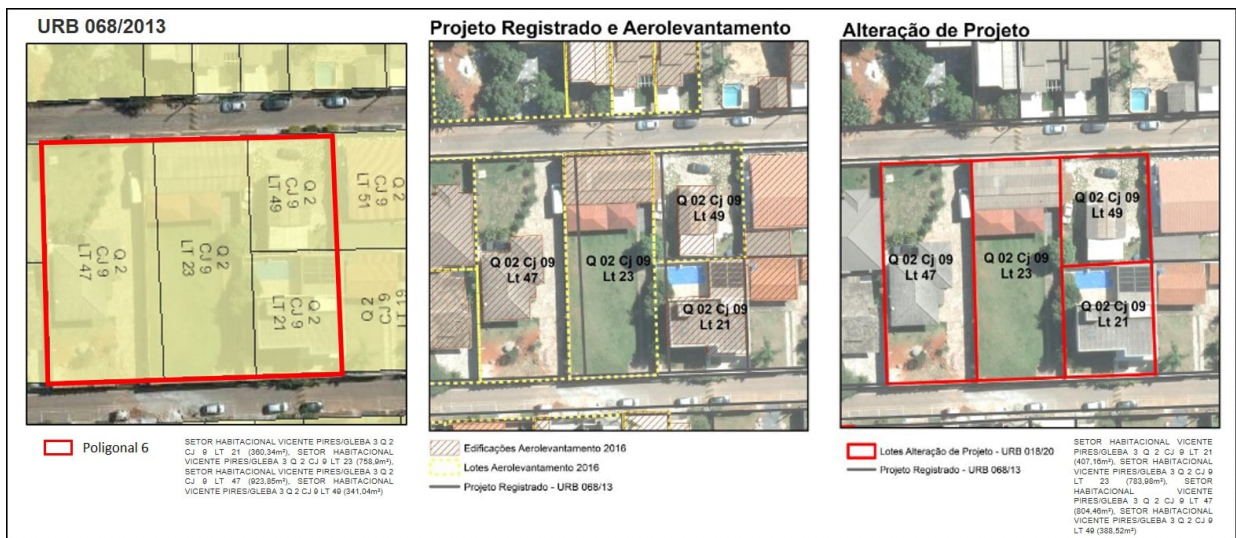 URB 068/2013
Q 2
CJ 9
LT 47
Q 2
CJ 9
LT 23
Q 2
CJ 9
LT 49
Q 2
CJ 9
LT 51
Q 2
CJ 9
LT 21
Q 2
CJ 9
LT 19
Poligonal 6
SETOR HABITACIONAL VICENTE PIRES/GLEBA 3 Q 2
CJ 9 LT 21 (360,34m²), SETOR HABITACIONAL
VICENTE PIRES/GLEBA 3 Q 2 CJ 9 LT 23 (758,9m²),
SETOR HABITACIONAL VICENTE PIRES/GLEBA 3 Q 2
CJ 9 LT 47 (923,85m²), SETOR HABITACIONAL
VICENTE PIRES/GLEBA 3 Q 2 CJ 9 LT 49 (341,04m²)
Projeto Registrado e Aerolevantamento
Q 02 Cj 09
Lt 49
Q 02 Cj 09
Lt 47
Q 02 Cj 09
Lt 23
Q 02 Cj 09
Lt 21
Edificações Aerolevantamento 2016
Lotes Aerolevantamento 2016
Projeto Registrado - URB 068/13
Alteração de Projeto
Q 02 Cj 09
Lt 49
Q 02 Cj 09
Lt 47
Q 02 Cj 09
Lt 23
Q 02 Cj 09
Lt 21
Lotes Alteração de Projeto - URB 018/20
Projeto Registrado - URB 068/13
SETOR HABITACIONAL VICENTE
PIRES/GLEBA 3 Q 2 CJ 9 LT 21
(407,16m²), SETOR HABITACIONAL
VICENTE PIRES/GLEBA 3 Q 2 CJ 9
LT 23 (783,98m²), SETOR
HABITACIONAL VICENTE
PIRES/GLEBA 3 Q 2 CJ 9 LT 47
(804,46m²), SETOR HABITACIONAL
VICENTE PIRES/GLEBA 3 Q 2 CJ 9
LT 49 (388,52m²)